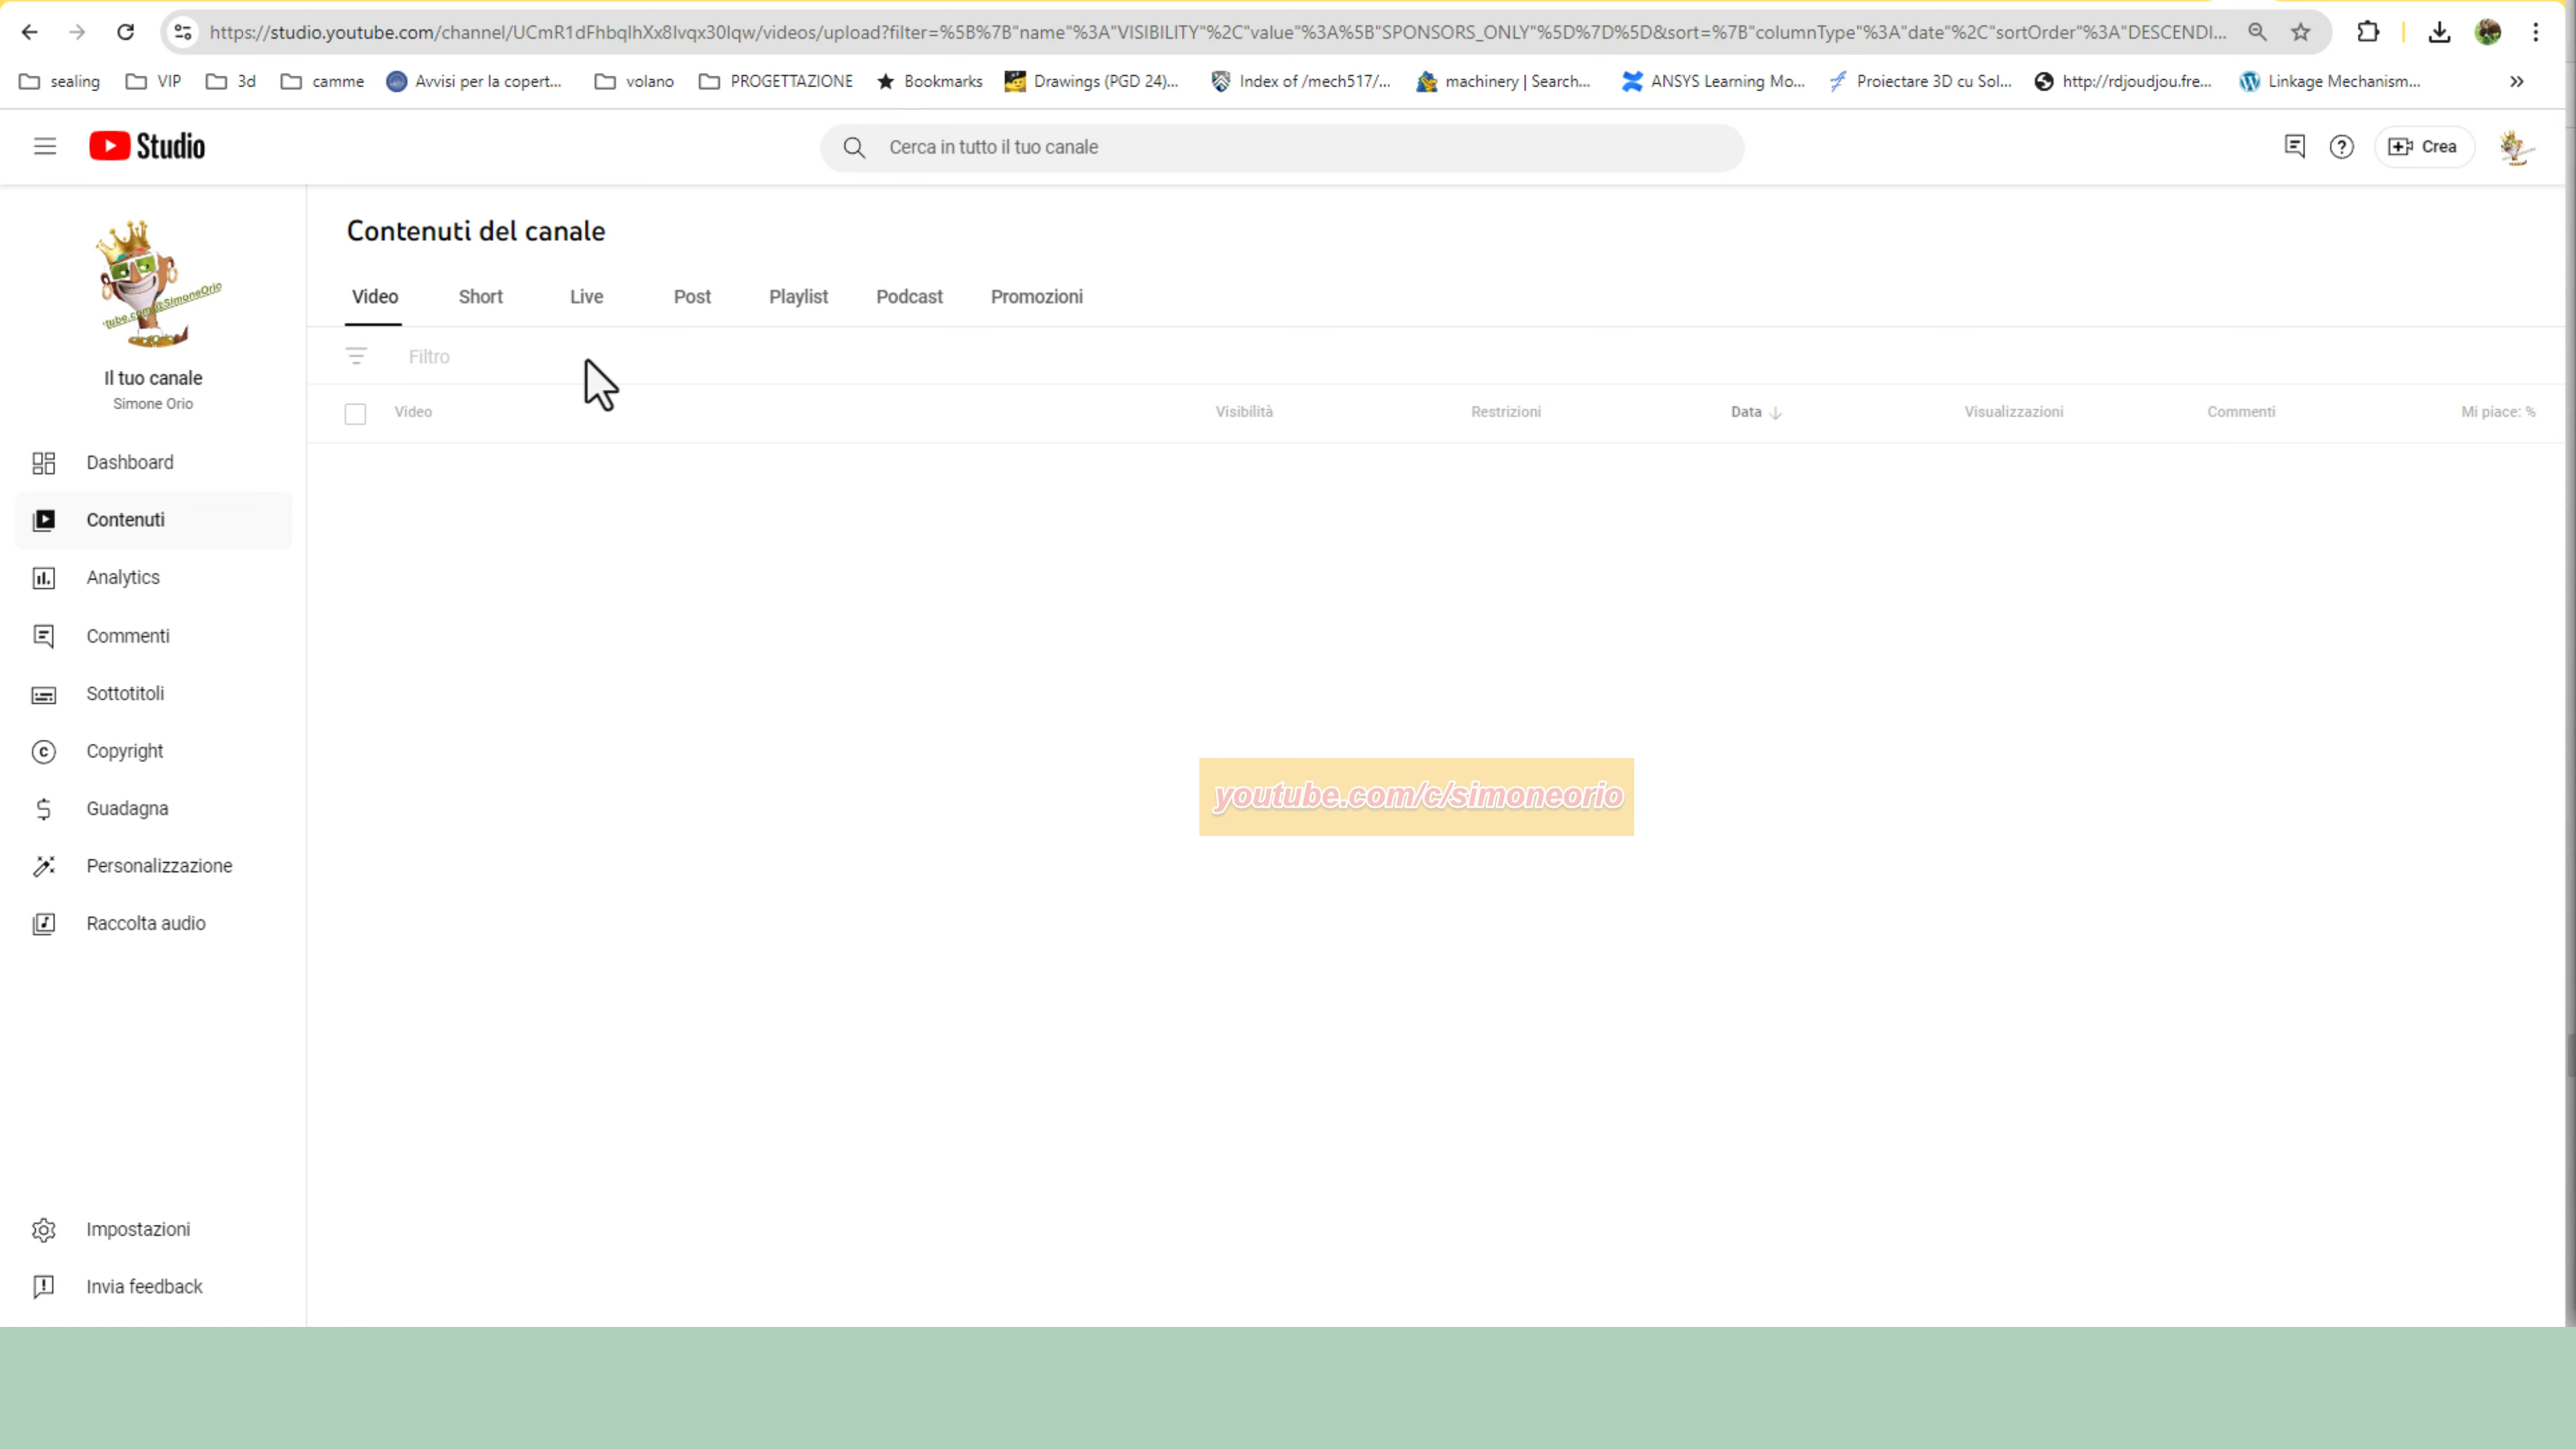 https://studio.youtube.com/channel/UCmR1dFhbqIhXx8lvqx30Iqw/videos/upload?filter=%5B%7B"name"%3A"VISIBILITY"%2C"value"%3A%5B"SPONSORS_ONLY"%5D%7D%5D&sort=%7B"columnType"%3A"date"%2C"sortOrder"%3A"DESCENDI...
sealing VIP 3d camme Avvisi per la copert... volano PROGETTAZIONE Bookmarks Drawings (PGD 24)... Index of /mech517/... machinery | Search... ANSYS Learning Mo... Proiectare 3D cu Sol... http://rdjoudjou.fre... Linkage Mechanism... »
Studio
Cerca in tutto il tuo canale
Crea
Contenuti del canale
Video Short Live Post Playlist Podcast Promozioni
Filtro
Video Visibilità Restrizioni Data Visualizzazioni Commenti Mi piace: %
Il tuo canale
Simone Orio
Dashboard
Contenuti
Analytics
Commenti
Sottotitoli
Copyright
Guadagna
Personalizzazione
Raccolta audio
Impostazioni
Invia feedback
youtube.com/c/simoneorio